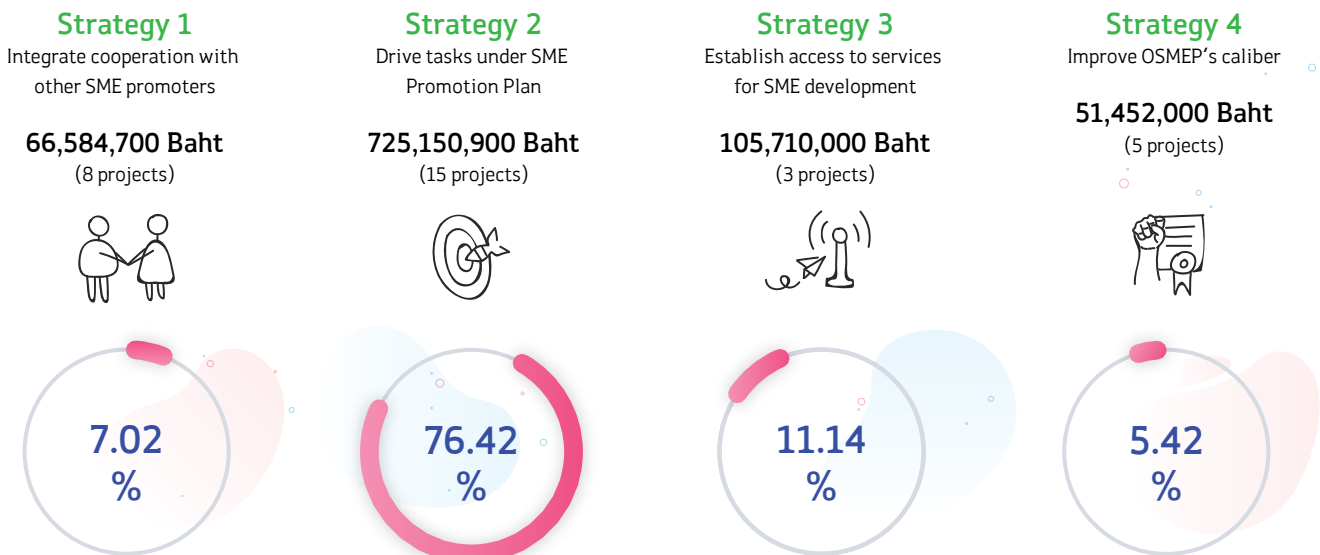 Strategy 1
Integrate cooperation with
other SME promoters
66,584,700 Baht
(8 projects)
7.02
%
Strategy 2
Drive tasks under SME
Promotion Plan
725,150,900 Baht
(15 projects)
76.42
%
Strategy 3
Establish access to services
for SME development
105,710,000 Baht
(3 projects)
11.14
%
Strategy 4
Improve OSMEP's caliber
51,452,000 Baht
(5 projects)
5.42
%